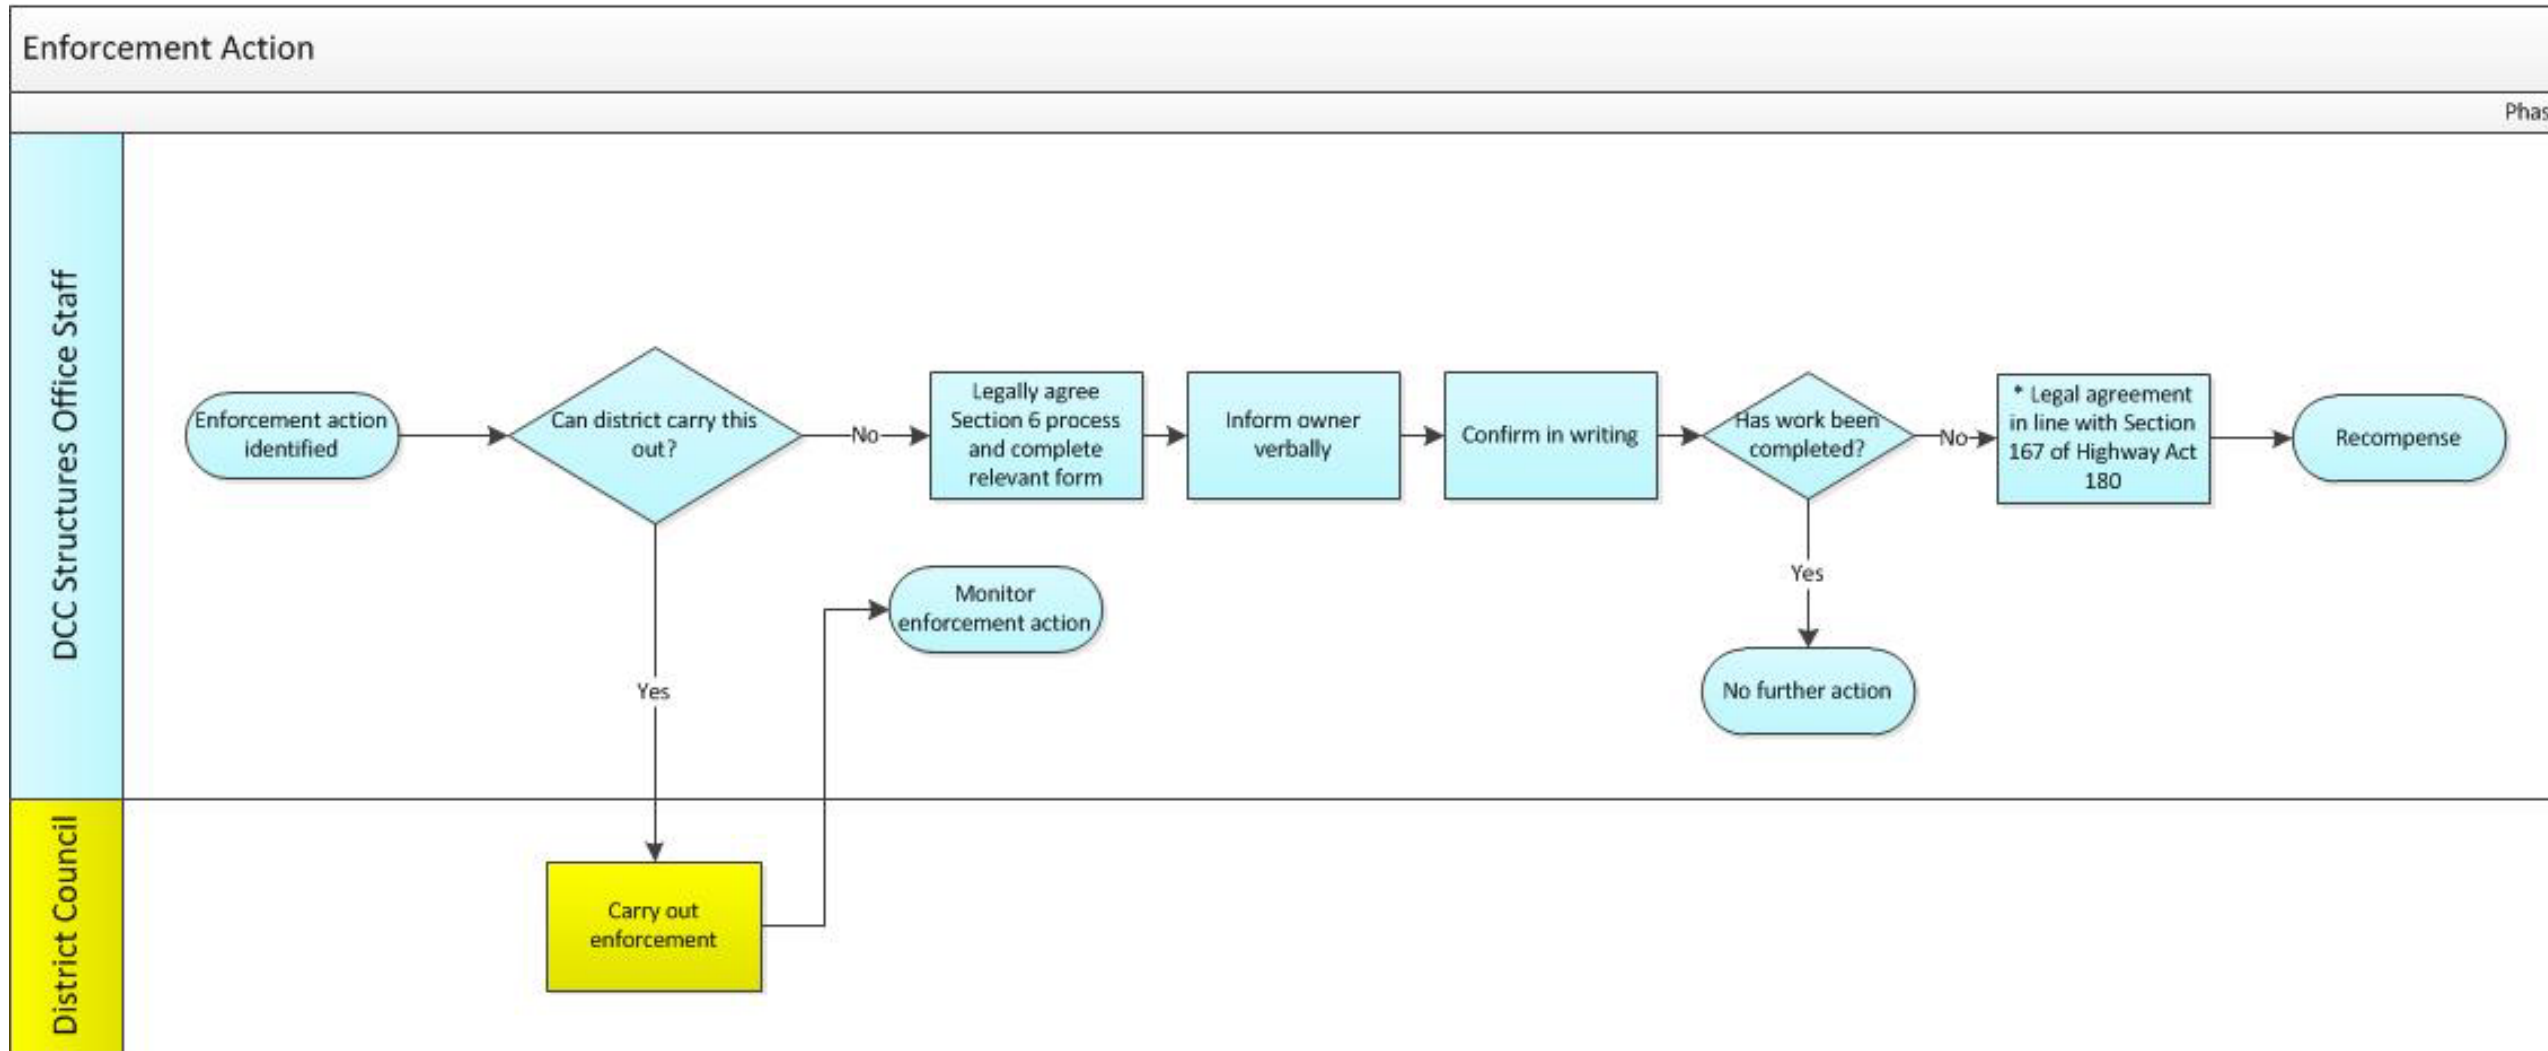 Enforcement Action
Phas
DCC Structures Office Staff
Enforcement action
identified
Can district carry this
out?
No
Legally agree
Section 6 process
and complete
relevant form
Inform owner
verbally
Confirm in writing
Has work been
completed?
No
* Legal agreement
in line with Section
167 of Highway Act
180
Recompense
Monitor
enforcement action
Yes
Yes
No further action
District Council
Carry out
enforcement